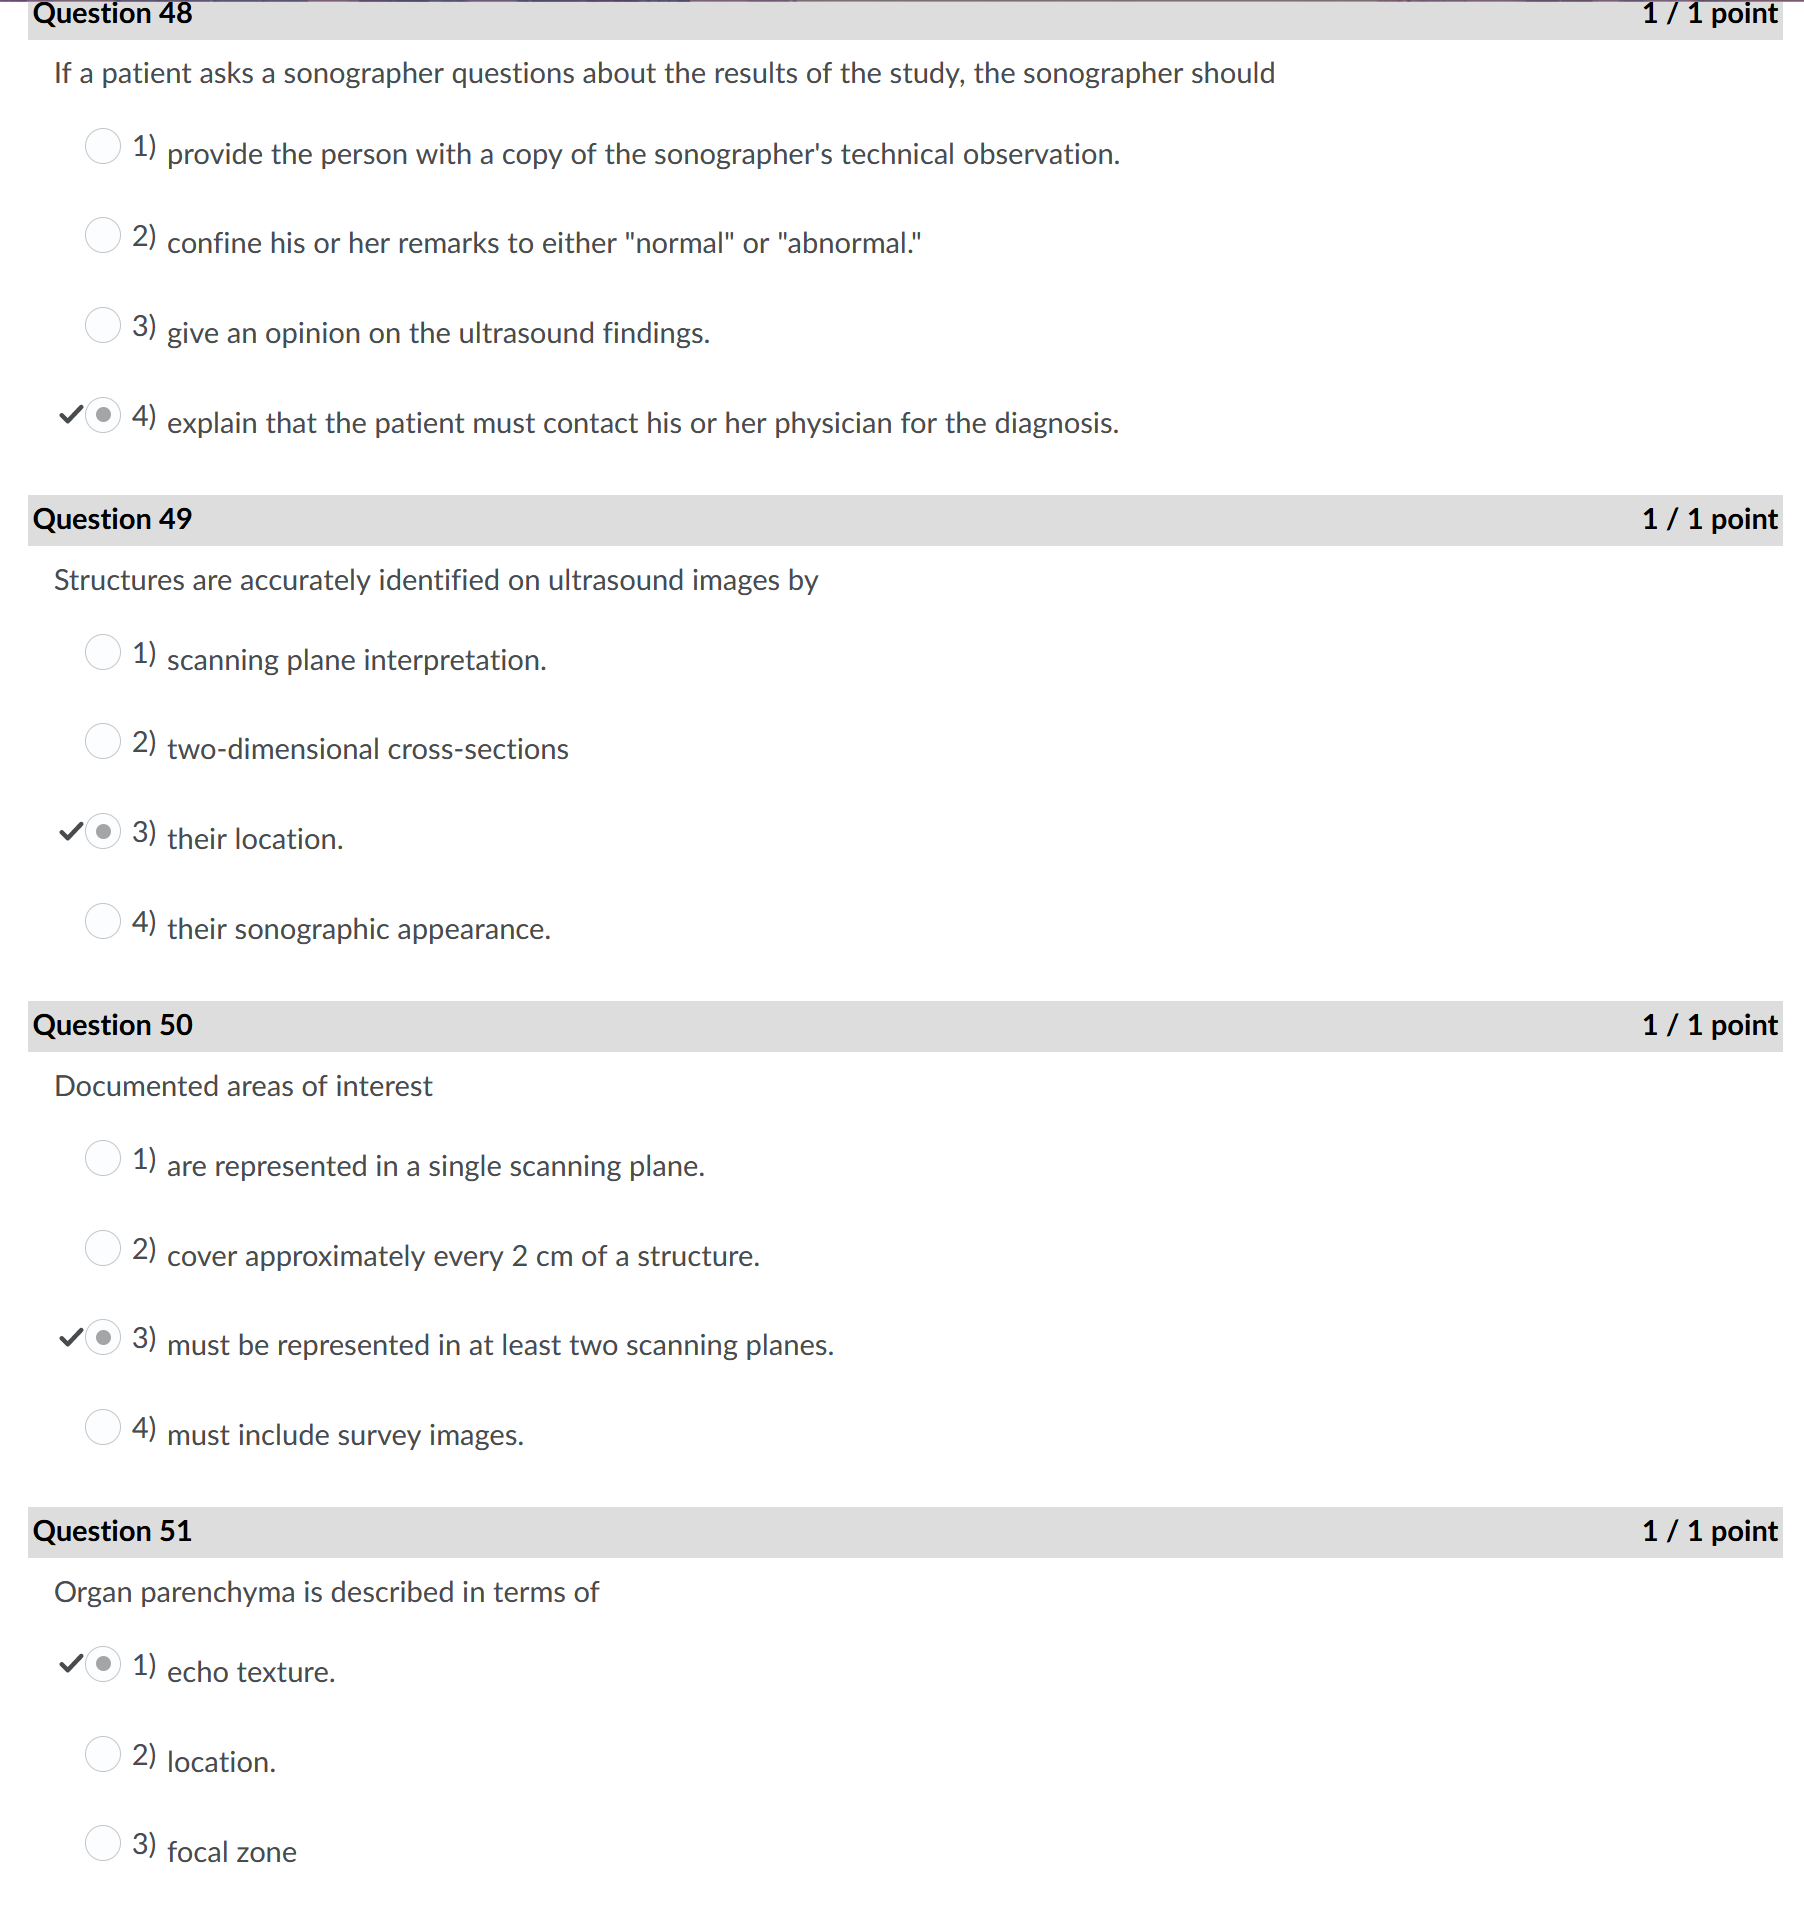 Question 48 1 / 1 point
If a patient asks a sonographer questions about the results of the study, the sonographer should
1) provide the person with a copy of the sonographer's technical observation.
2) confine his or her remarks to either "normal" or "abnormal."
3) give an opinion on the ultrasound findings.
4) explain that the patient must contact his or her physician for the diagnosis.
Question 49 1 / 1 point
Structures are accurately identified on ultrasound images by
1) scanning plane interpretation.
2) two-dimensional cross-sections
3) their location.
4) their sonographic appearance.
Question 50 1 / 1 point
Documented areas of interest
1) are represented in a single scanning plane.
2) cover approximately every 2 cm of a structure.
3) must be represented in at least two scanning planes.
4) must include survey images.
Question 51 1 / 1 point
Organ parenchyma is described in terms of
1) echo texture.
2) location.
3) focal zone